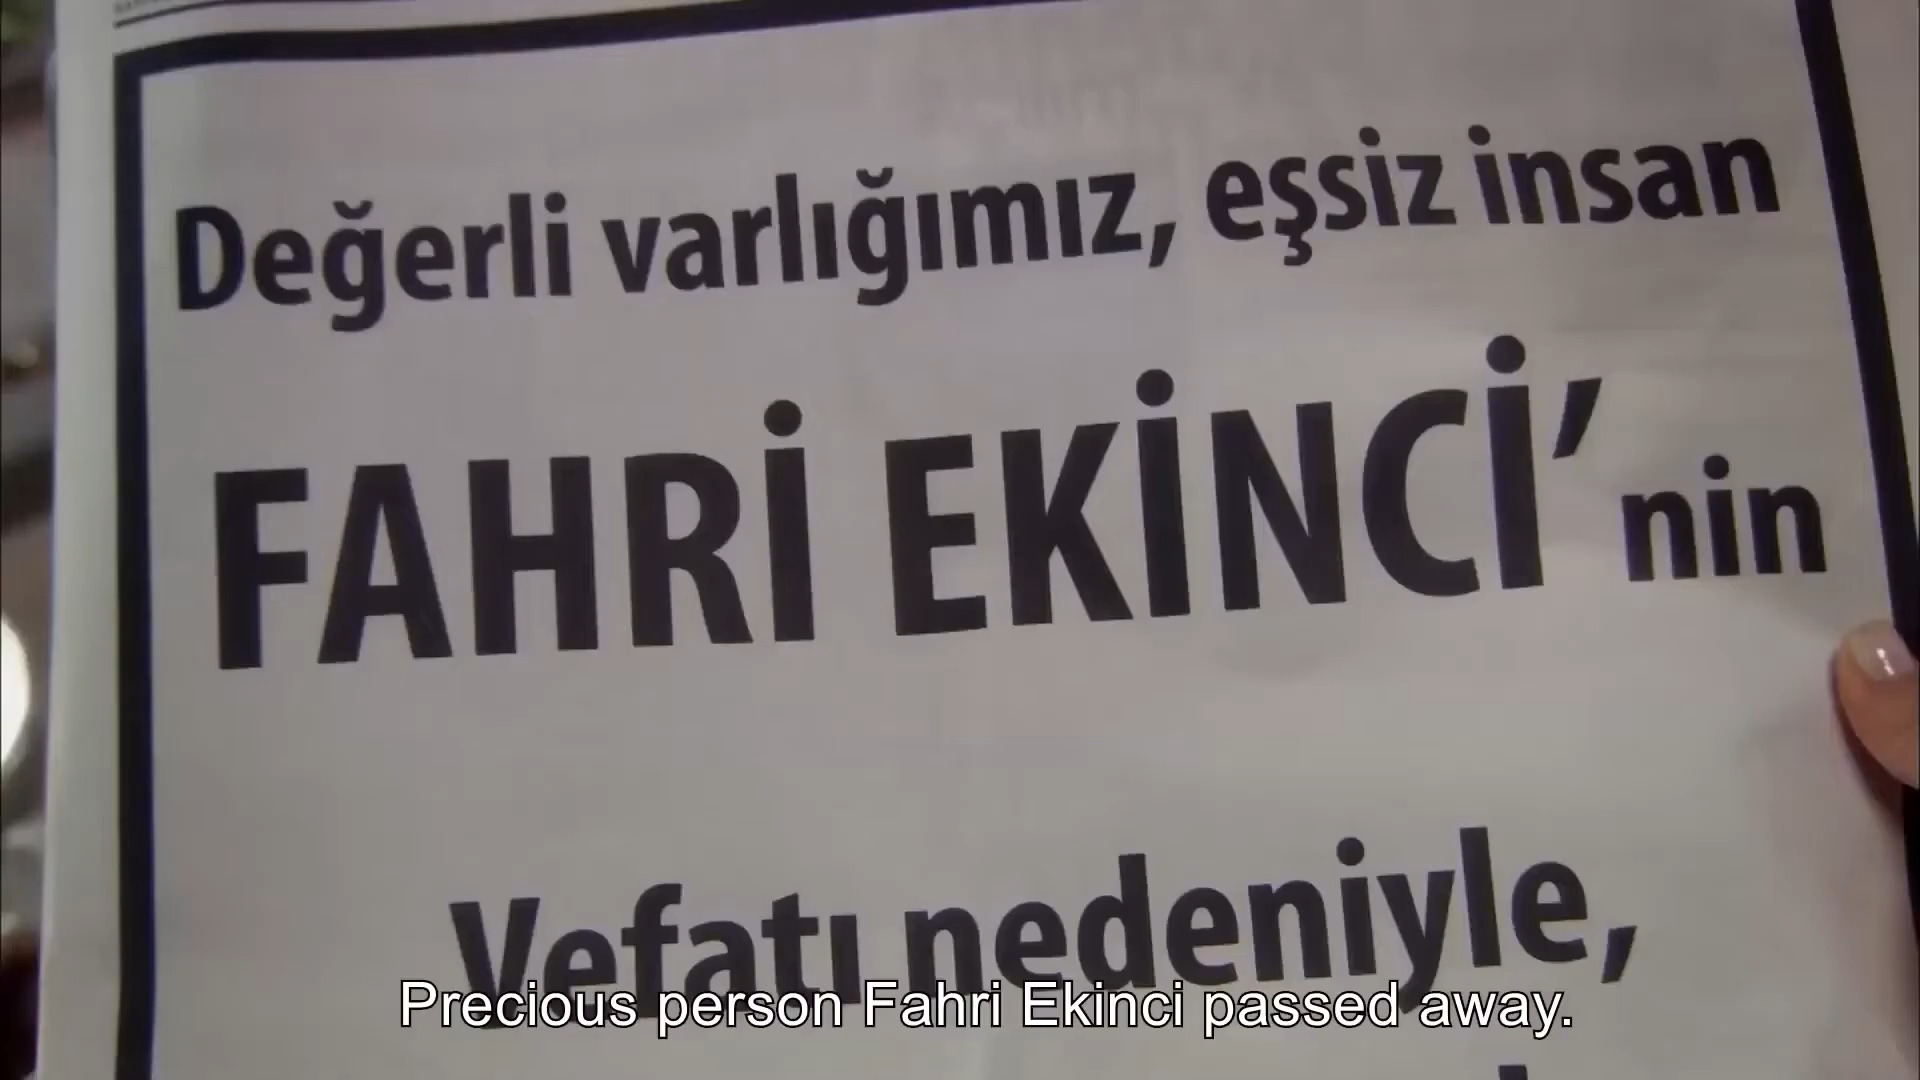 Değerli varlığımız, eşsiz insan
FAHRİ EKİNCİ'nin
Vefatı nedeniyle,
Precious person Fahri Ekinci passed away.